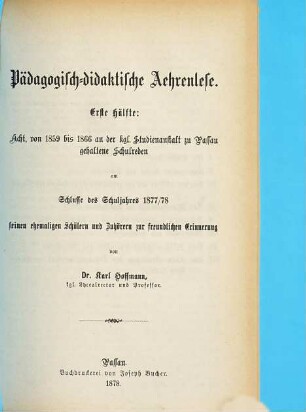 Pädagogisch-didaktische Aehrenlese.
Erste Hälfte:
Acht, von 1859 bis 1866 an der kgl. Studienanstalt zu Passau
gehaltene Schulreden
am
Schlusse des Schuljahres 1877/78
seinen ehemaligen Schülern und Zuhörern zur freundlichen Erinnerung
von
Dr. Karl Hoffmann,
kgl. Lycealrector und Professor.
Passau.
Buchdruckerei von Joseph Bucher.
1878.